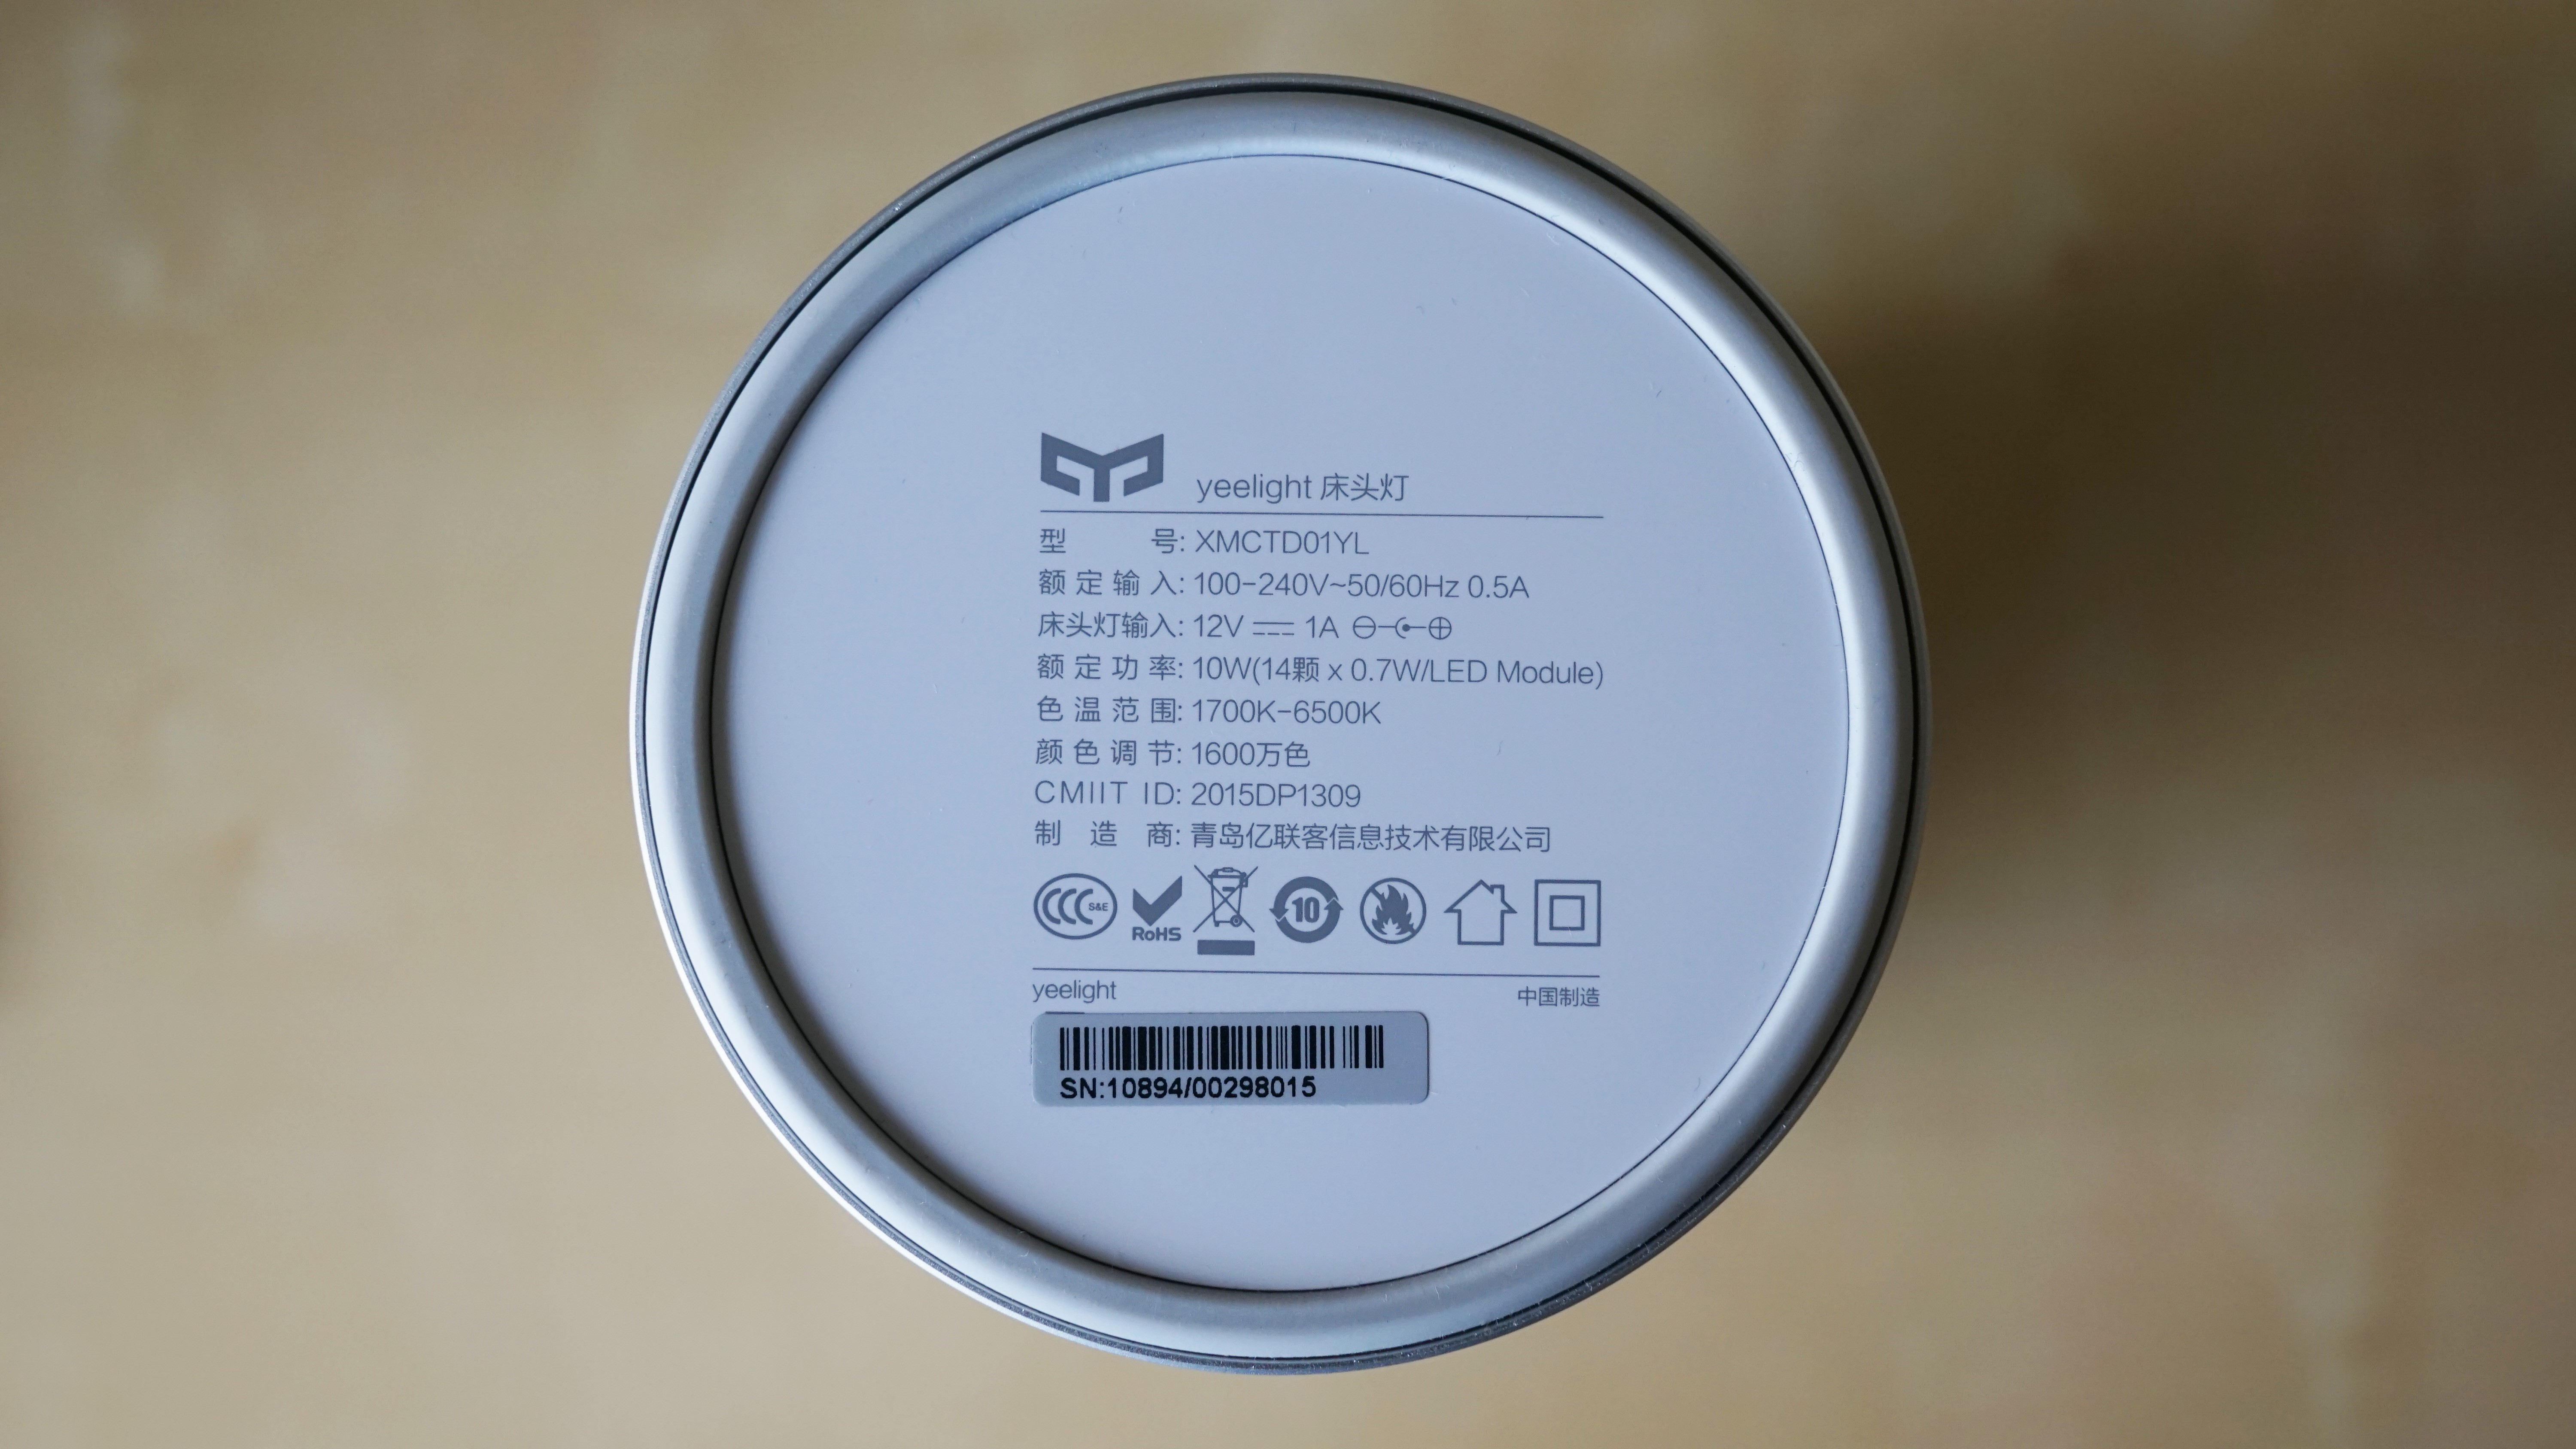 yeelight 床头灯
型 号: XMCTD01YL
额定输入: 100-240V~50/60Hz 0.5A
床头灯输入: 12V ⎓ 1A ⊖-⊙-⊕
额定功率: 10W(14颗 x 0.7W/LED Module)
色温范围: 1700K-6500K
颜色调节: 1600万色
CMIIT ID: 2015DP1309
制造商: 青岛亿联客信息技术有限公司
CCC S&E RoHS 10
yeelight 中国制造
SN:10894/00298015